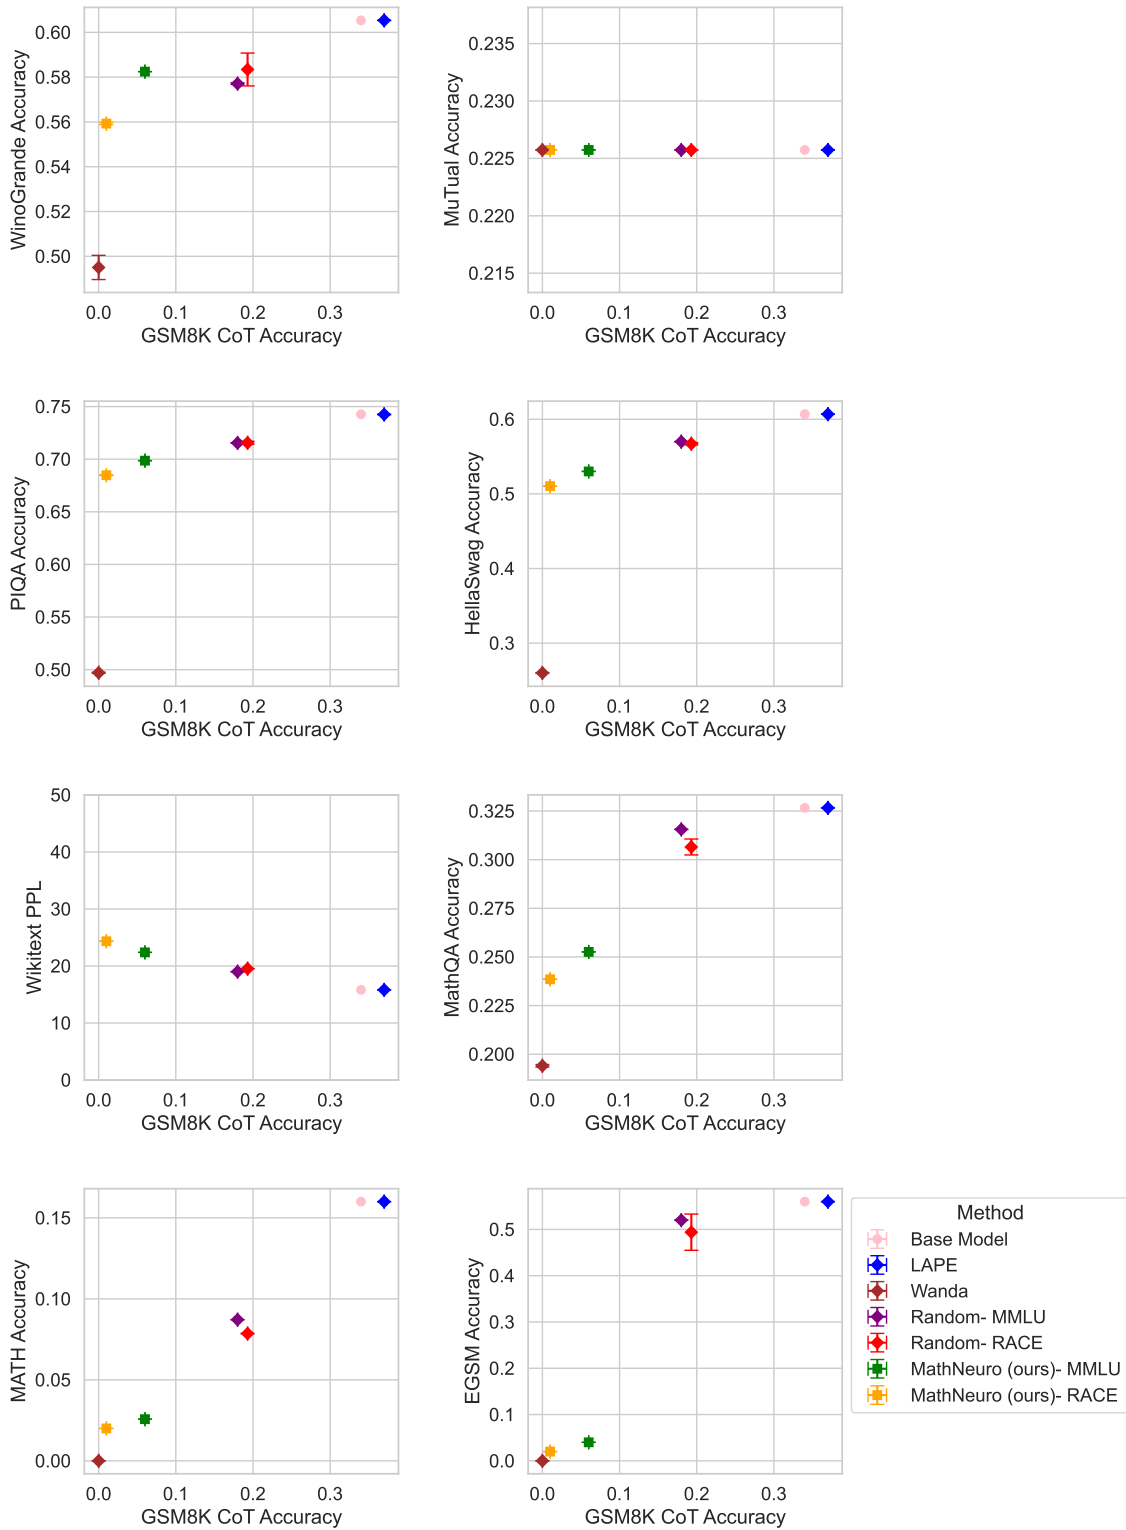 0.60
0.58
0.56
0.54
0.52
0.50
WinoGrande Accuracy
0.0 0.1 0.2 0.3
GSM8K CoT Accuracy
0.235
0.230
0.225
0.220
0.215
MuTual Accuracy
0.0 0.1 0.2 0.3
GSM8K CoT Accuracy
0.75
0.70
0.65
0.60
0.55
0.50
PIQA Accuracy
0.0 0.1 0.2 0.3
GSM8K CoT Accuracy
0.6
0.5
0.4
0.3
HellaSwag Accuracy
0.0 0.1 0.2 0.3
GSM8K CoT Accuracy
50
40
30
20
10
0
Wikitext PPL
0.0 0.1 0.2 0.3
GSM8K CoT Accuracy
0.325
0.300
0.275
0.250
0.225
0.200
MathQA Accuracy
0.0 0.1 0.2 0.3
GSM8K CoT Accuracy
0.15
0.10
0.05
0.00
MATH Accuracy
0.0 0.1 0.2 0.3
GSM8K CoT Accuracy
0.5
0.4
0.3
0.2
0.1
0.0
EGSM Accuracy
0.0 0.1 0.2 0.3
GSM8K CoT Accuracy
Method
Base Model
LAPE
Wanda
Random- MMLU
Random- RACE
MathNeuro (ours)- MMLU
MathNeuro (ours)- RACE